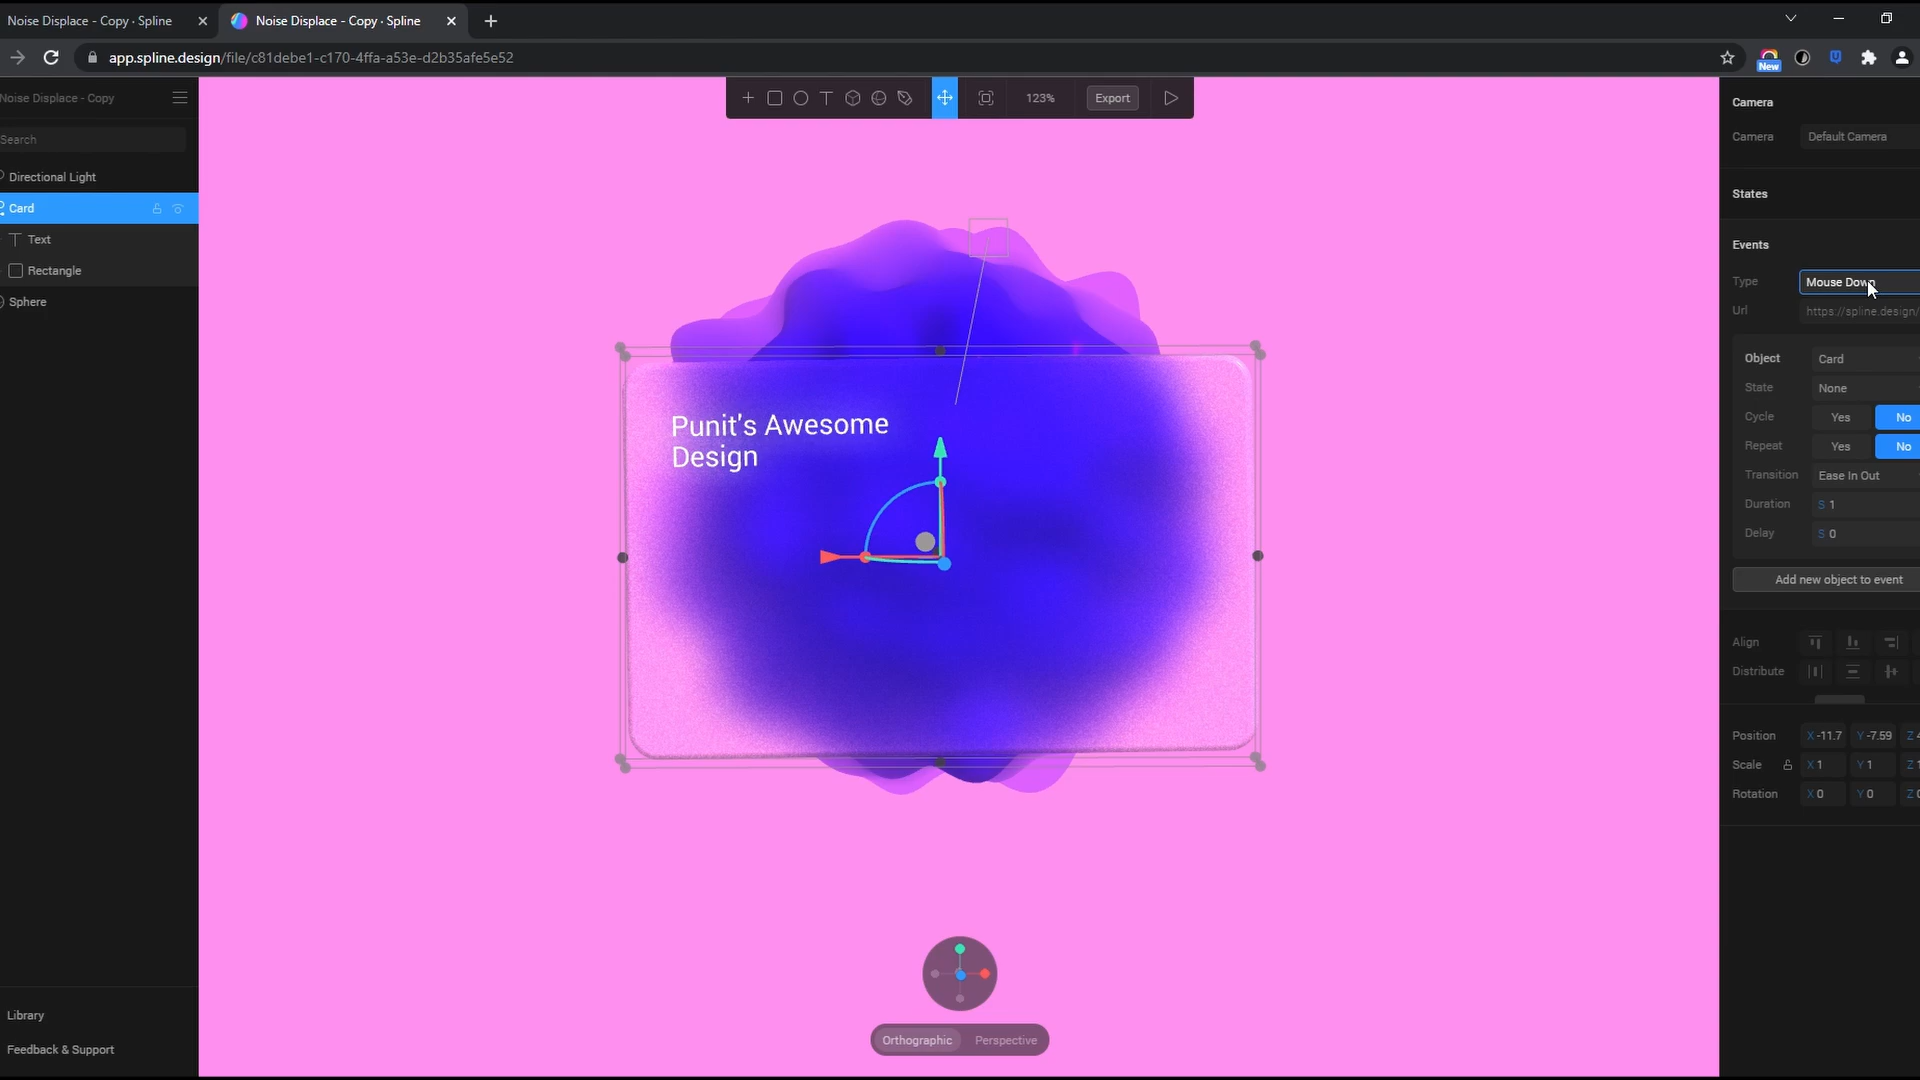 Noise Displace - Copy · Spline
Noise Displace - Copy · Spline
app.spline.design/file/c81debe1-c170-4ffa-a53e-d2b35afe5e52
New
Noise Displace - Copy
Search
Directional Light
Card
Text
Rectangle
Sphere
Library
Feedback & Support
123%
Export
Punit's Awesome
Design
Orthographic Perspective
Camera
Camera Default Camera
States
Events
Type Mouse Down
Url https://spline.design/
Object Card
State None
Cycle Yes No
Repeat Yes No
Transition Ease In Out
Duration S 1
Delay S 0
Add new object to event
Align
Distribute
Position X -11.7 Y -7.59 Z
Scale X 1 Y 1 Z
Rotation X 0 Y 0 Z